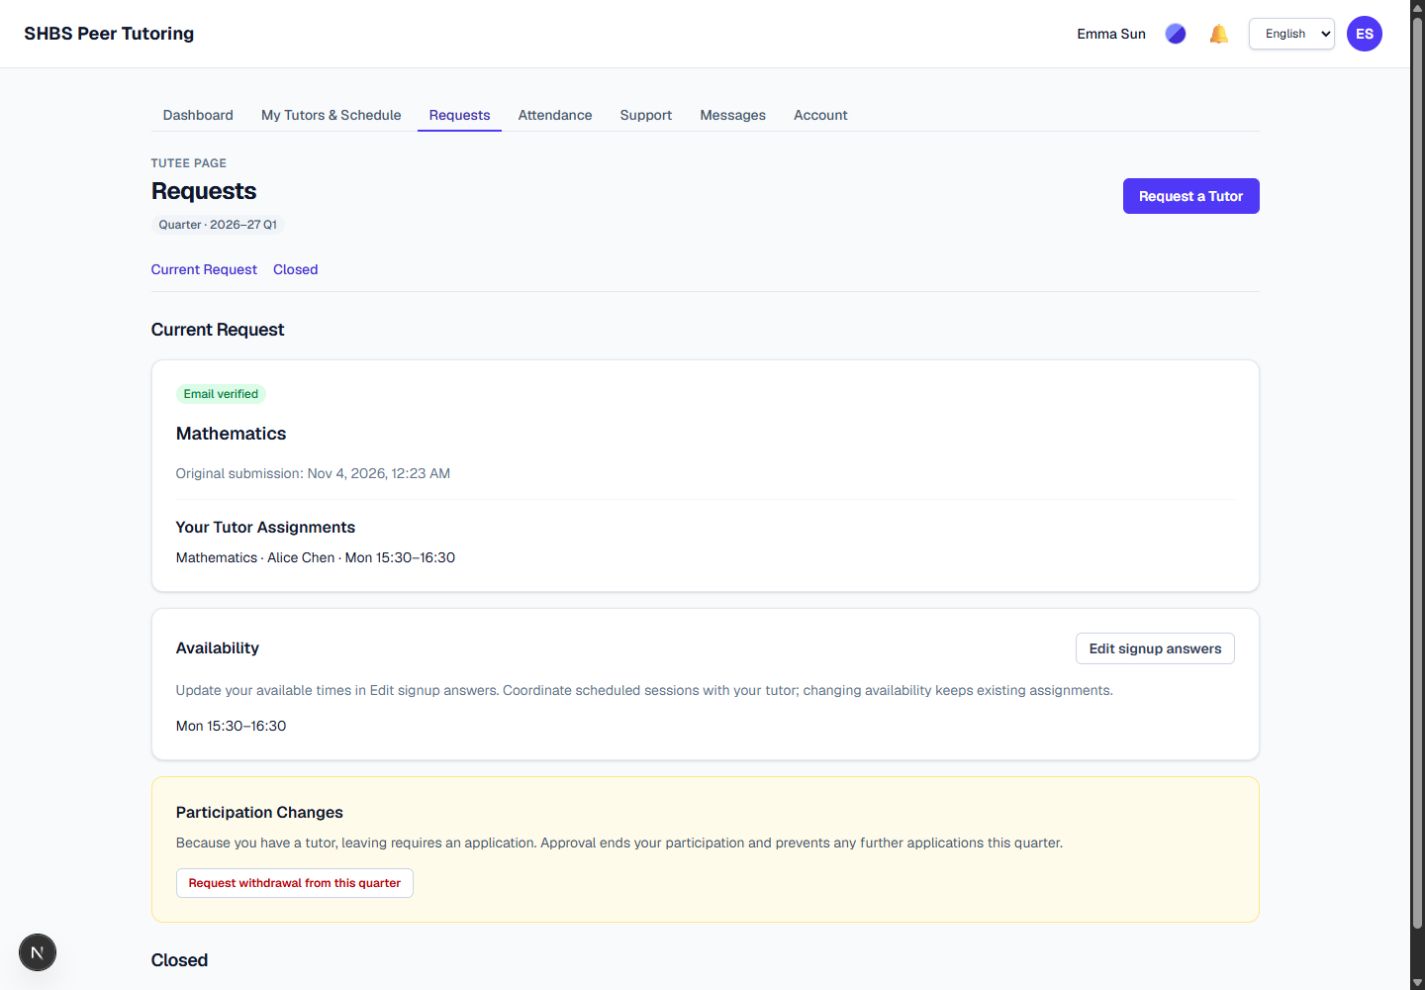 SHBS Peer Tutoring
Emma Sun
English
ES
Dashboard
My Tutors & Schedule
Requests
Attendance
Support
Messages
Account
TUTEE PAGE
Requests
Request a Tutor
Quarter · 2026–27 Q1
Current Request
Closed
Current Request
Email verified
Mathematics
Original submission: Nov 4, 2026, 12:23 AM
Your Tutor Assignments
Mathematics · Alice Chen · Mon 15:30–16:30
Availability
Edit signup answers
Update your available times in Edit signup answers. Coordinate scheduled sessions with your tutor; changing availability keeps existing assignments.
Mon 15:30–16:30
Participation Changes
Because you have a tutor, leaving requires an application. Approval ends your participation and prevents any further applications this quarter.
Request withdrawal from this quarter
N
Closed